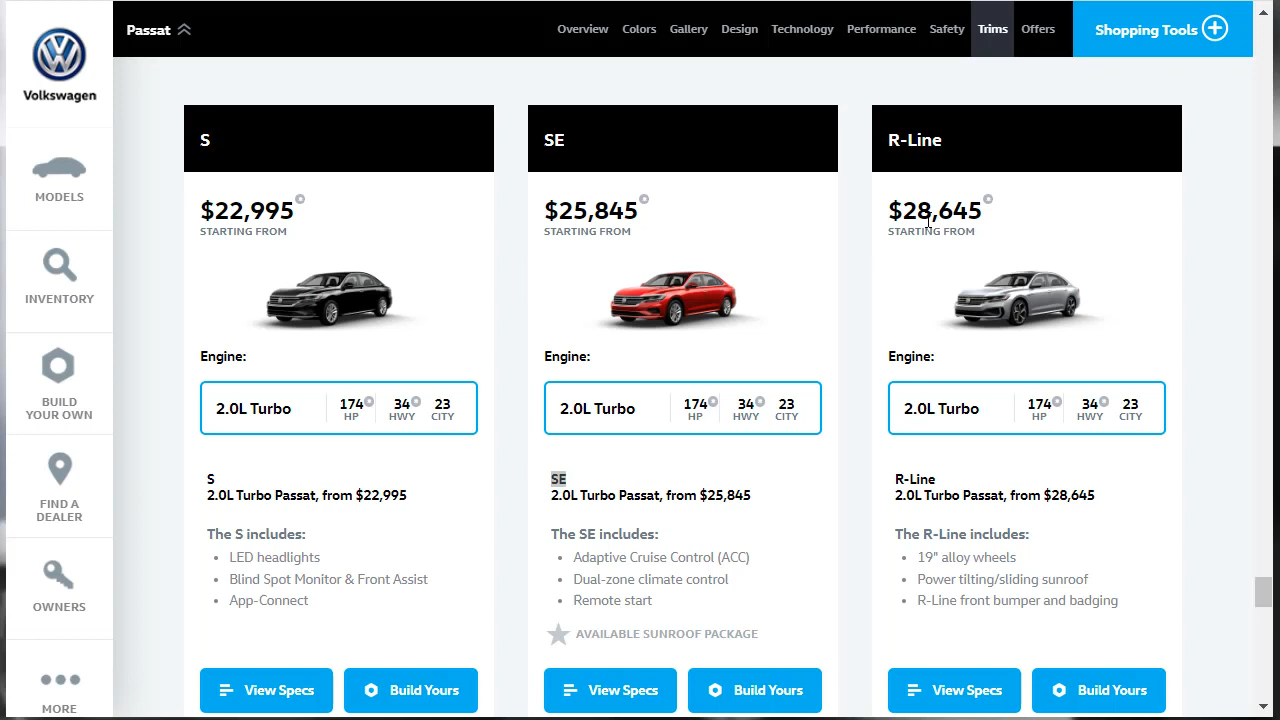 Volkswagen
MODELS
INVENTORY
BUILD
YOUR OWN
FIND A
DEALER
OWNERS
MORE
Passat
Overview Colors Gallery Design Technology Performance Safety Trims Offers
Shopping Tools
S
$22,995
STARTING FROM
Engine:
2.0L Turbo 174 34 23
HP HWY CITY
S
2.0L Turbo Passat, from $22,995
The S includes:
• LED headlights
• Blind Spot Monitor & Front Assist
• App-Connect
View Specs Build Yours
SE
$25,845
STARTING FROM
Engine:
2.0L Turbo 174 34 23
HP HWY CITY
SE
2.0L Turbo Passat, from $25,845
The SE includes:
• Adaptive Cruise Control (ACC)
• Dual-zone climate control
• Remote start
AVAILABLE SUNROOF PACKAGE
View Specs Build Yours
R-Line
$28,645
STARTING FROM
Engine:
2.0L Turbo 174 34 23
HP HWY CITY
R-Line
2.0L Turbo Passat, from $28,645
The R-Line includes:
• 19" alloy wheels
• Power tilting/sliding sunroof
• R-Line front bumper and badging
View Specs Build Yours